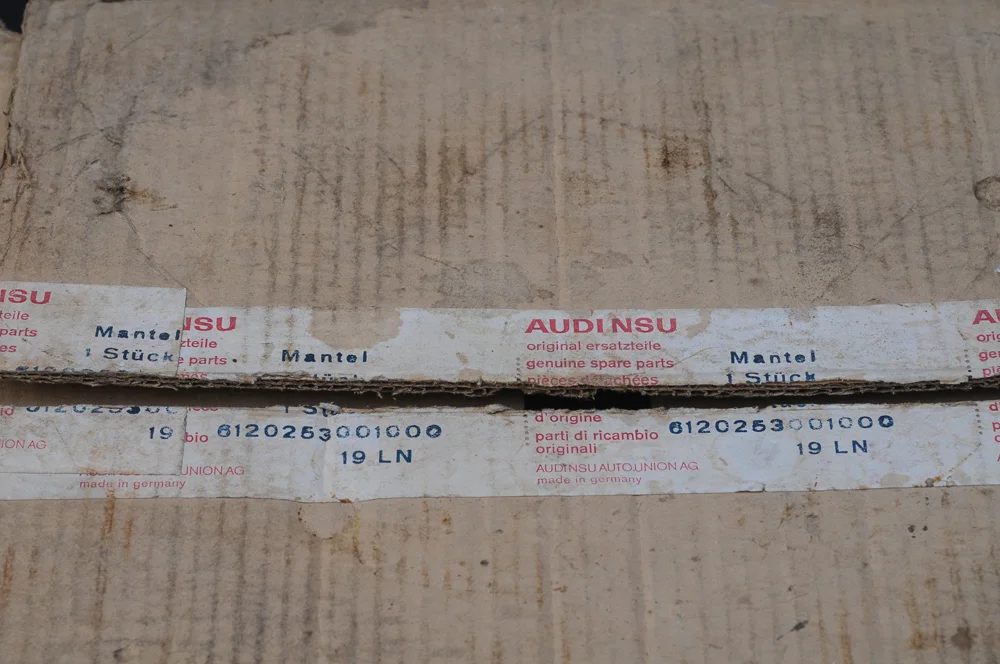 NSU
teile
parts
es
Mantel
1 Stück
19
NION AG
NSU
zteile
e parts.
Mantel
bio 6120253001000
19 LN
AUTO.UNION AG
made in germany
AUDI NSU
original ersatzteile
genuine spare parts
pièces détachées
Mantel
1 Stück
d'origine
parti di ricambio
originali
6120253001000
19 LN
AUDI NSU AUTO.UNION AG
made in germany